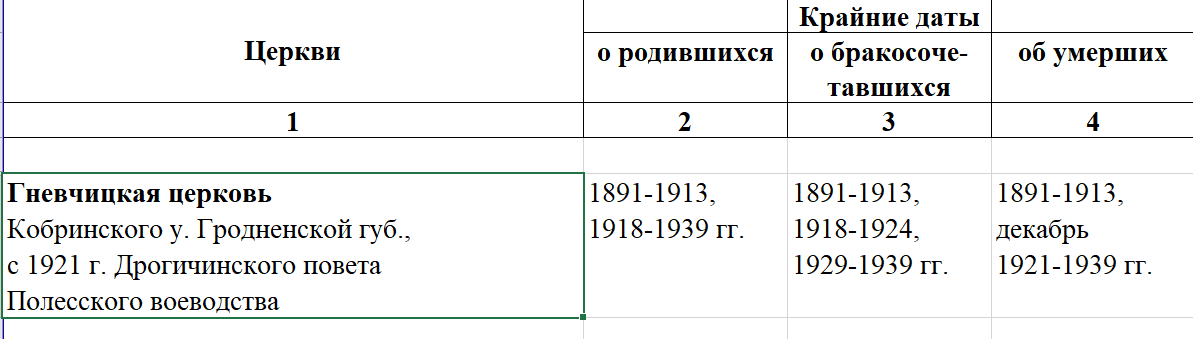 Крайние даты
Церкви
о родившихся
о бракосоче-
тавшихся
об умерших
1
2
3
4
Гневчицкая церковь
Кобринского у. Гродненской губ.,
с 1921 г. Дрогичинского повета
Полесского воеводства
1891-1913,
1918-1939 гг.
1891-1913,
1918-1924,
1929-1939 гг.
1891-1913,
декабрь
1921-1939 гг.